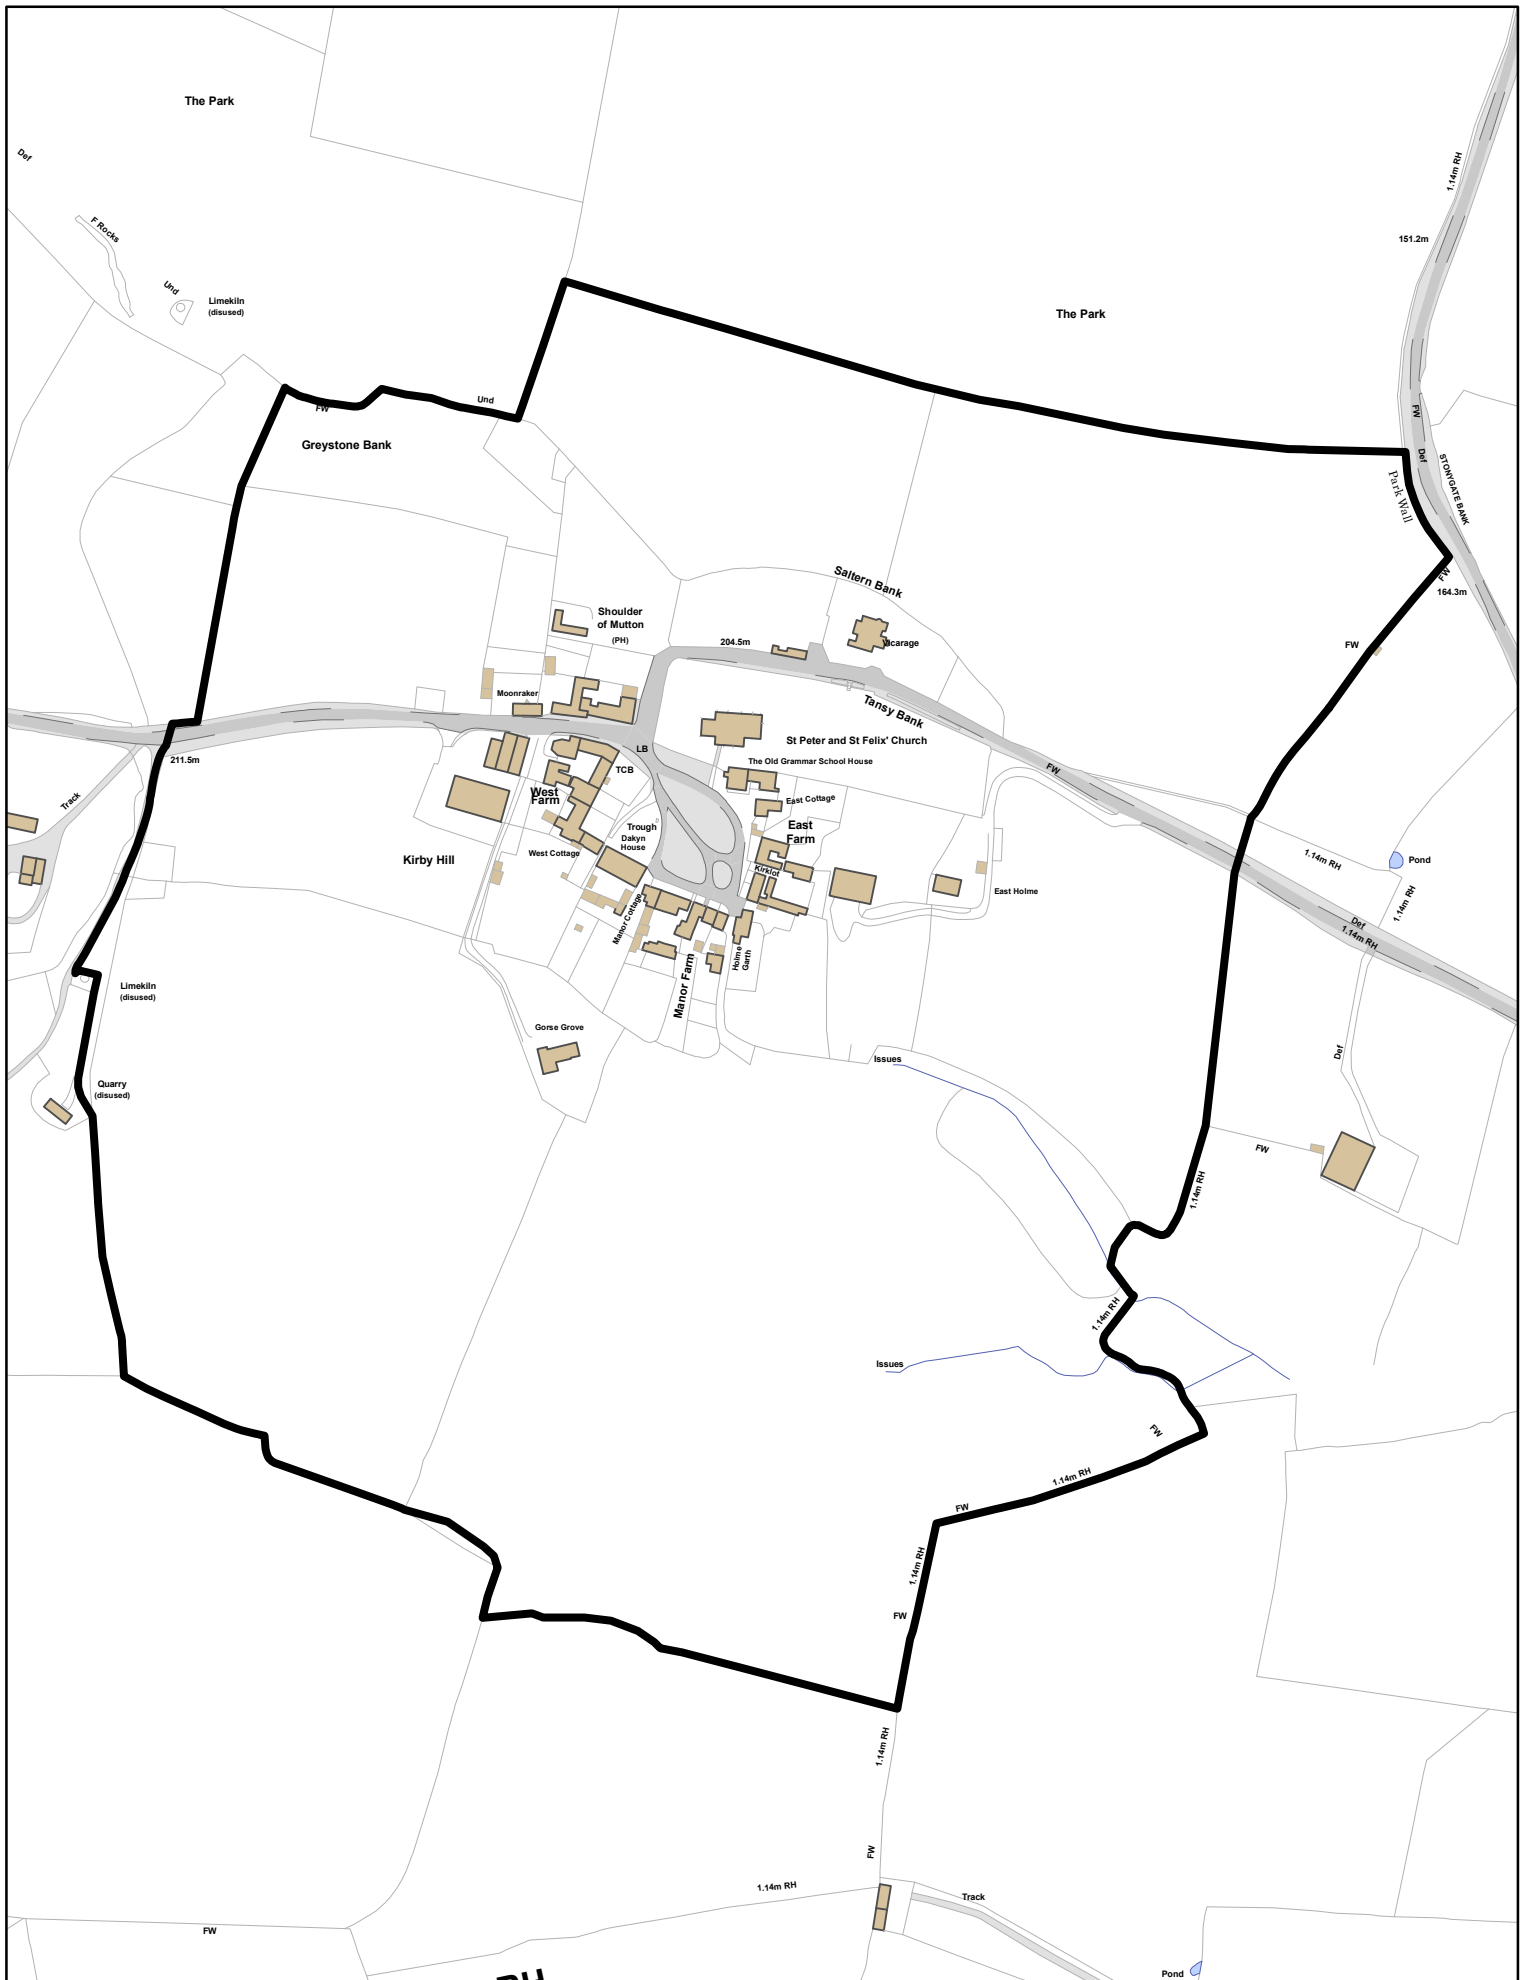 The Park
Def
F Rocks
Und
Limekiln
(disused)
The Park
1.14m RH
151.2m
FW
Und
Greystone Bank
FW
Def
STONYGATE BANK
Park Wall
FW
164.3m
FW
Saltern Bank
Vicarage
Shoulder
of Mutton
(PH)
204.5m
Moonraker
Tansy Bank
LB
St Peter and St Felix' Church
The Old Grammar School House
TCB
FW
211.5m
Track
West
Farm
East Cottage
East
Farm
Trough
Dakyn
House
West Cottage
Kirby Hill
Kirklot
East Holme
1.14m RH
Pond
1.14m RH
Def
1.14m RH
Manor Cottage
Manor Farm
Holme
Garth
Limekiln
(disused)
Gorse Grove
Issues
Def
Quarry
(disused)
FW
1.14m RH
1.14m RH
Issues
FW
1.14m RH
FW
1.14m RH
FW
1.14m RH
FW
1.14m RH
Track
FW
Pond